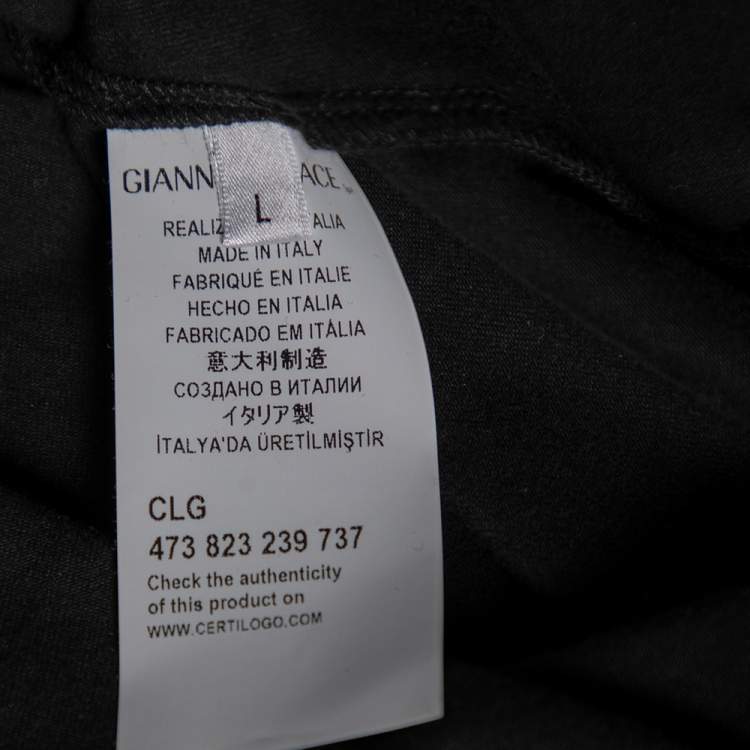 GIANN ACE
L
REALIZ ALIA
MADE IN ITALY
FABRIQUÉ EN ITALIE
HECHO EN ITALIA
FABRICADO EM ITÁLIA
意大利制造
СОЗДАНО В ИТАЛИИ
イタリア製
İTALYA'DA ÜRETİLMİŞTİR
CLG
473 823 239 737
Check the authenticity
of this product on
WWW.CERTILOGO.COM